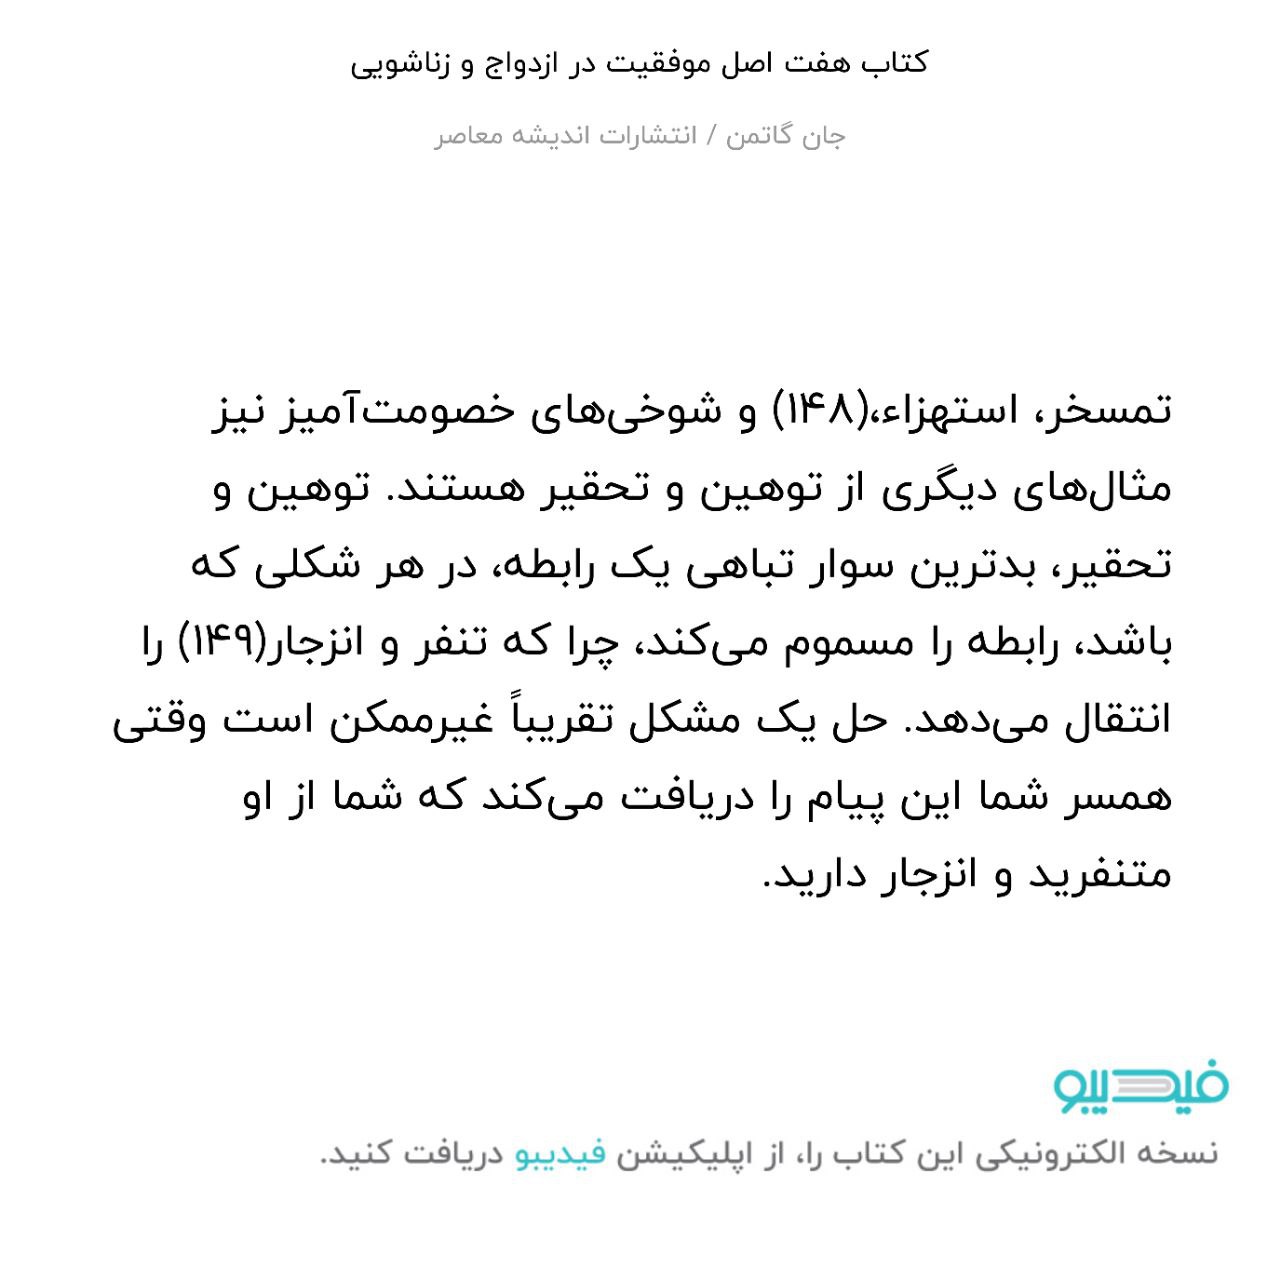 کتاب هفت اصل موفقیت در ازدواج و زناشویی
جان گاتمن / انتشارات اندیشه معاصر
تمسخر، استهزاء،(۱۴۸) و شوخی‌های خصومت‌آمیز نیز
مثال‌های دیگری از توهین و تحقیر هستند. توهین و
تحقیر، بدترین سوار تباهی یک رابطه، در هر شکلی که
باشد، رابطه را مسموم می‌کند، چرا که تنفر و انزجار(۱۴۹) را
انتقال می‌دهد. حل یک مشکل تقریباً غیرممکن است وقتی
همسر شما این پیام را دریافت می‌کند که شما از او
متنفرید و انزجار دارید.
فیدیبو
نسخه الکترونیکی این کتاب را، از اپلیکیشن فیدیبو دریافت کنید.